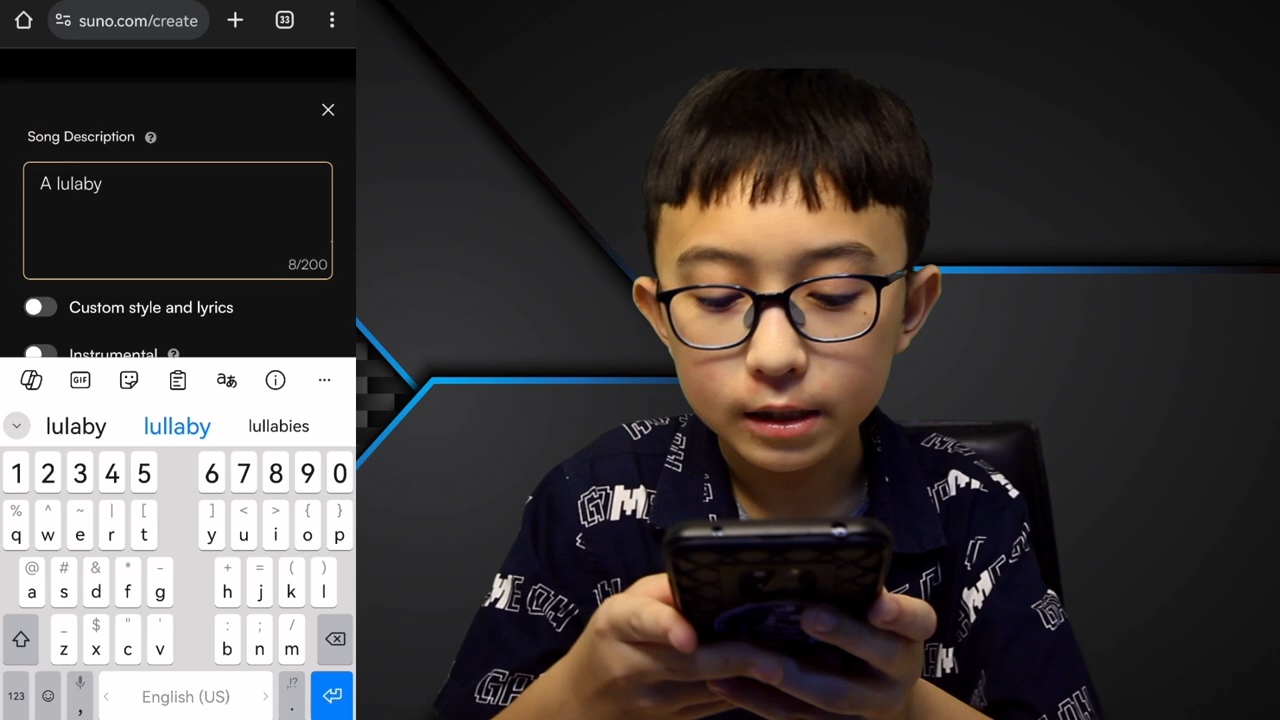 suno.com/create
33
Song Description
A lulaby
8/200
Custom style and lyrics
Instrumental
GIF
lulaby lullaby lullabies
1 2 3 4 5 6 7 8 9 0
% ^ ~ | [ ] < > { }
q w e r t y u i o p
@ # & * - + = ( )
a s d f g h j k l
_ $ " ' : ; /
z x c v b n m
,!?
123 , English (US) .